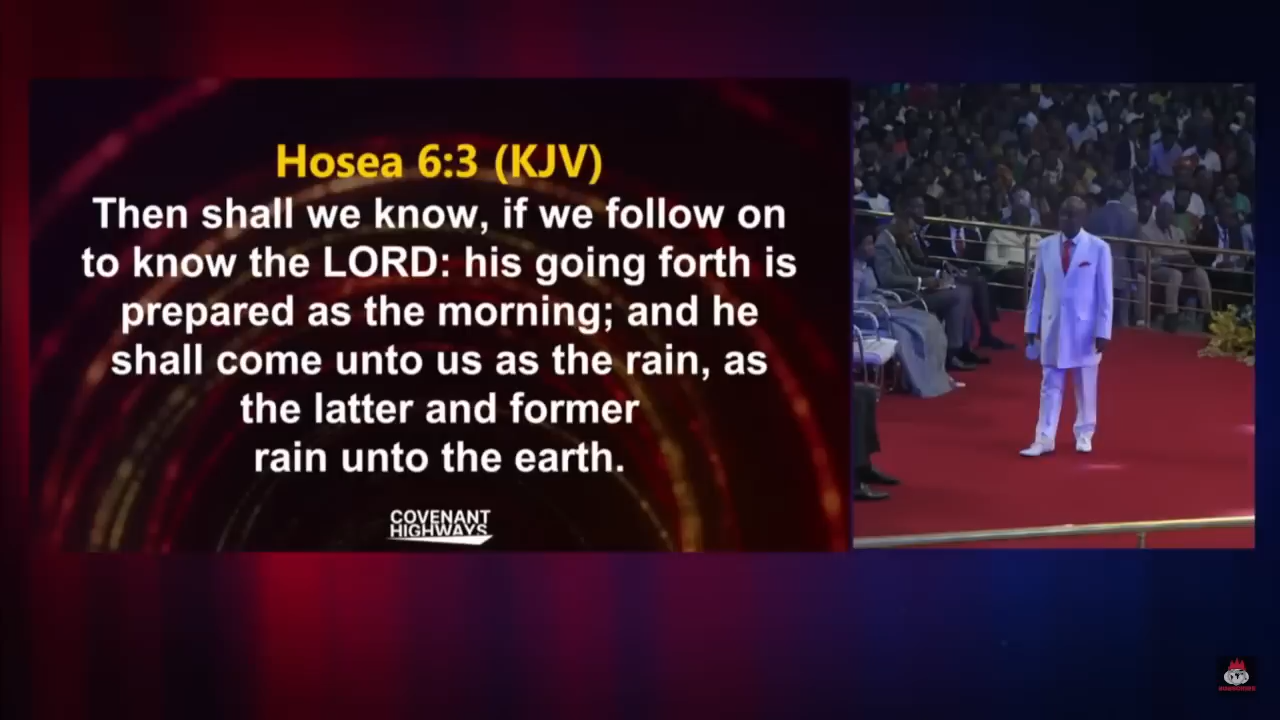 Hosea 6:3 (KJV)
Then shall we know, if we follow on
to know the LORD: his going forth is
prepared as the morning; and he
shall come unto us as the rain, as
the latter and former
rain unto the earth.
COVENANT
HIGHWAYS